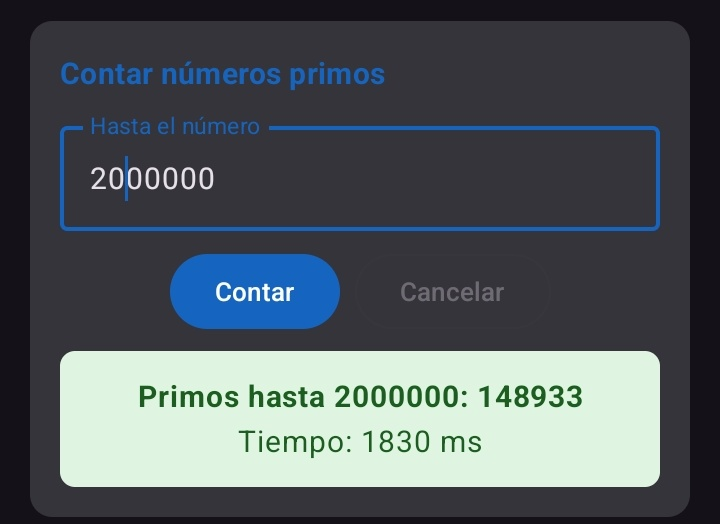 Contar números primos
Hasta el número
2000000
Contar
Cancelar
Primos hasta 2000000: 148933
Tiempo: 1830 ms